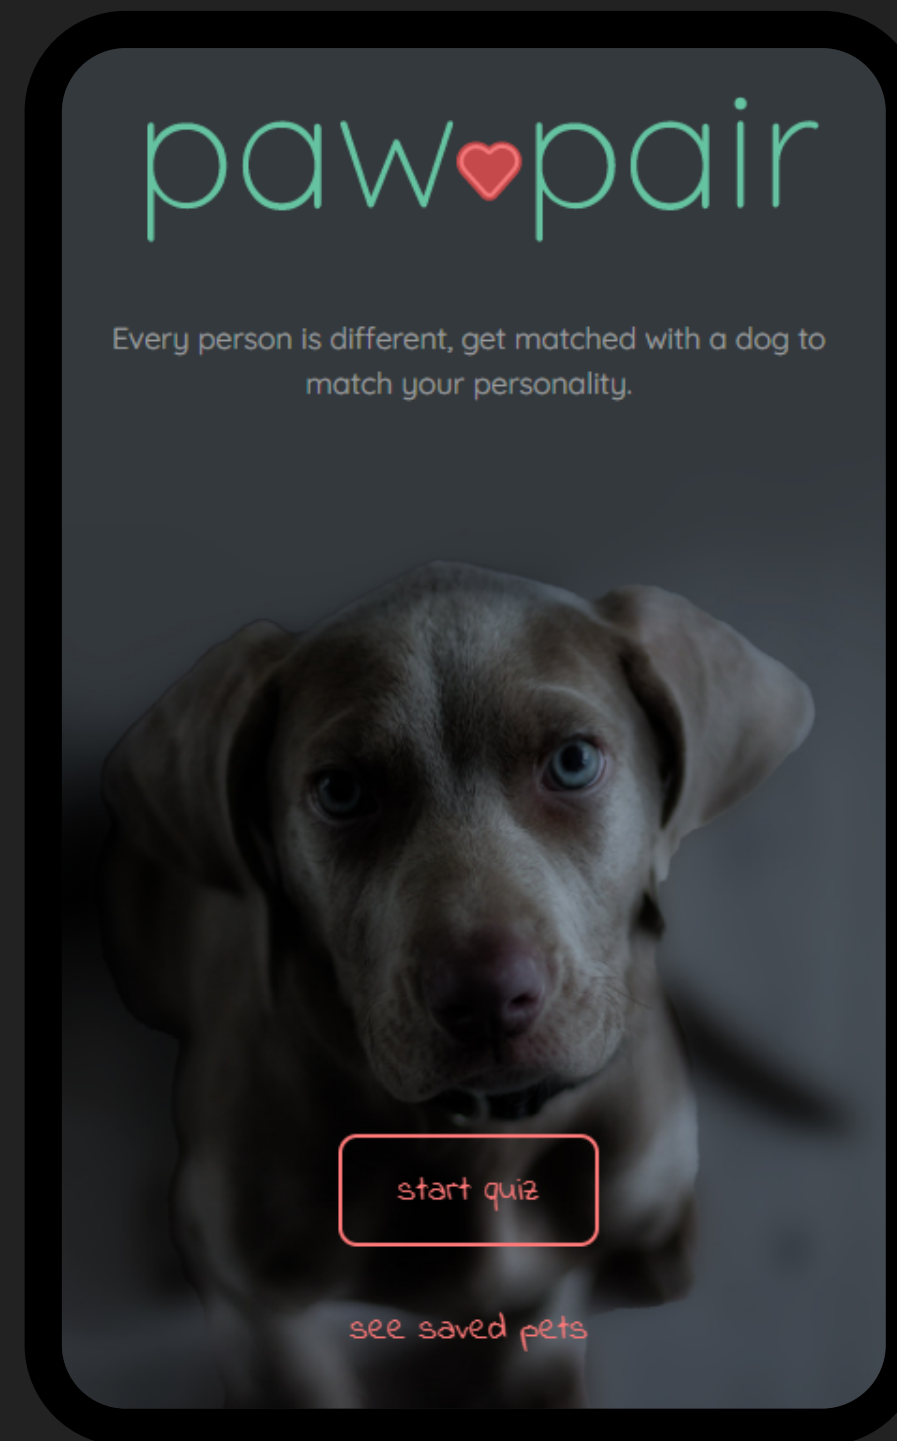 paw pair
Every person is different, get matched with a dog to
match your personality.
start quiz
see saved pets